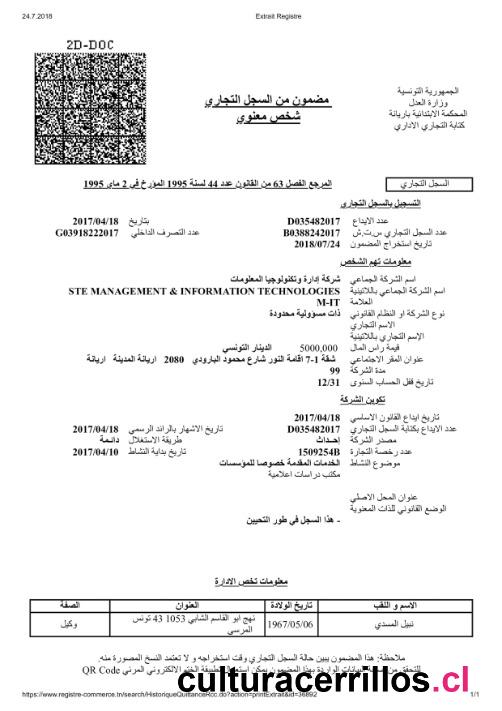 24.7.2018 Extrait Registre
2D-DOC
الجمهورية التونسية
وزارة العدل
المحكمة الابتدائية بأريانة
كتابة التجاري الاداري
مضمون من السجل التجاري
شخص معنوي
السجل التجاري
المرجع الفصل 63 من القانون عدد 44 لسنة 1995 المؤرخ في 2 ماي 1995
التسجيل بالسجل التجاري
عدد الايداع D035482017 بتاريخ 2017/04/18
عدد السجل التجاري س.ت.ش B0388242017 عدد التصرف الداخلي G03918222017
تاريخ استخراج المضمون 2018/07/24
معلومات تهم الشخص
اسم الشركة الجماعي شركة إدارة وتكنولوجيا المعلومات
اسم الشركة الجماعي باللاتينية STE MANAGEMENT & INFORMATION TECHNOLOGIES
العلامة M-IT
نوع الشركة او النظام القانوني ذات مسؤولية محدودة
الاسم التجاري
الإسم التجاري باللاتينية
قيمة راس المال 5000,000 الدينار التونسي
عنوان المقر الاجتماعي شقة 1-7 اقامة النور شارع محمود البارودي 2080 اريانة المدينة اريانة
مدة الشركة 99
تاريخ قفل الحساب السنوى 12/31
تكوين الشركة
تاريخ ايداع القانون الاساسي 2017/04/18
عدد الايداع بكتابة السجل التجاري D035482017 تاريخ الاشهار بالرائد الرسمي 2017/04/18
مصدر الشركة إحداث طريقة الاستغلال دائمة
عدد رخصة التجارة 1509254B تاريخ بداية النشاط 2017/04/10
موضوع النشاط الخدمات المقدمة خصوصا للمؤسسات
مكتب دراسات اعلامية
عنوان المحل الاصلي
الوضع القانوني للذات المعنوية
- هذا السجل في طور التحيين
معلومات تخص الادارة
الاسم و اللقب تاريخ الولادة العنوان الصفة
نبيل المسدي 1967/05/06 نهج ابو القاسم الشابي 43 1053 تونس المرسى وكيل
ملاحظة: هذا المضمون يبين حالة السجل التجاري وقت استخراجه و لا تعتمد النسخ المصورة منه.
للتحقق من البيانات الواردة بهذا المضمون يمكن الختم الالكتروني المرئي QR Code
culturacerrillos.cl
https://www.registre-commerce.tn/search/HistoriqueQuittanceRcc.do?action=printExtrait&id=36892 1/1